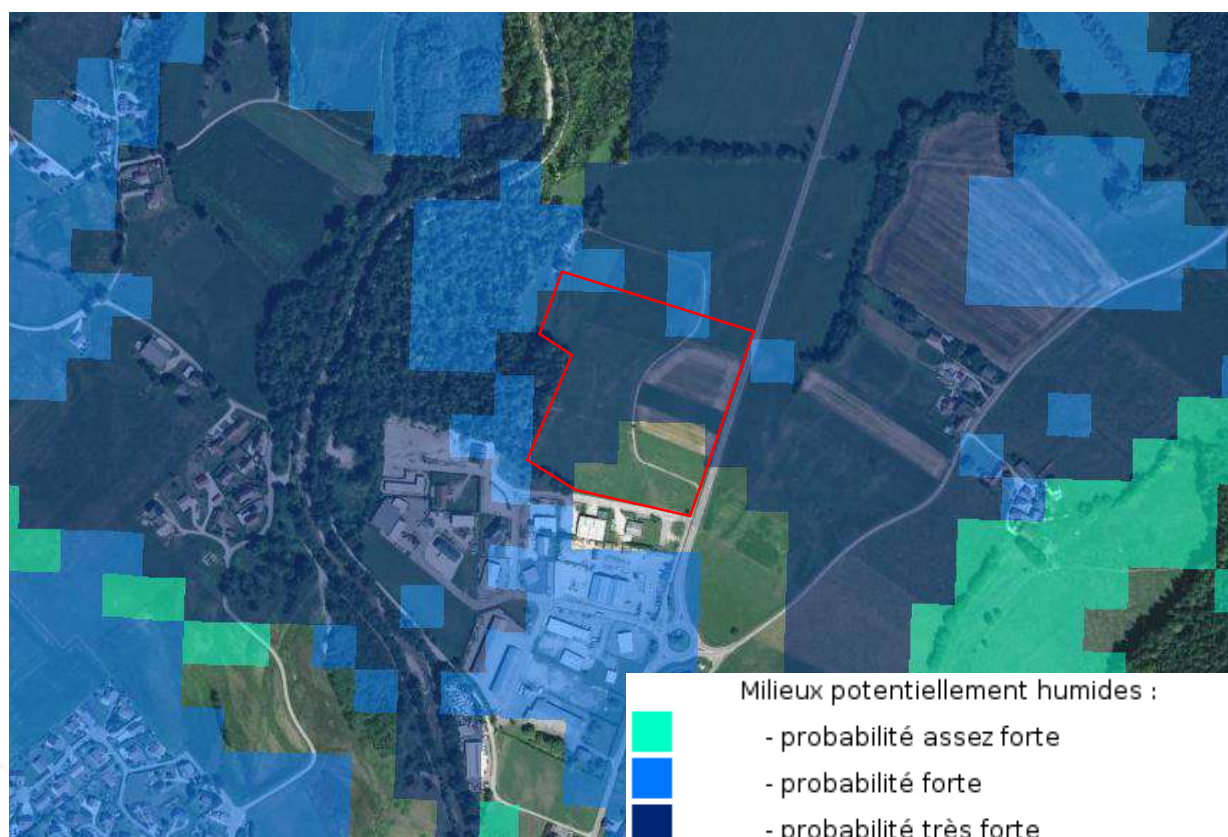 Milieux potentiellement humides :
- probabilité assez forte
- probabilité forte
- probabilité très forte